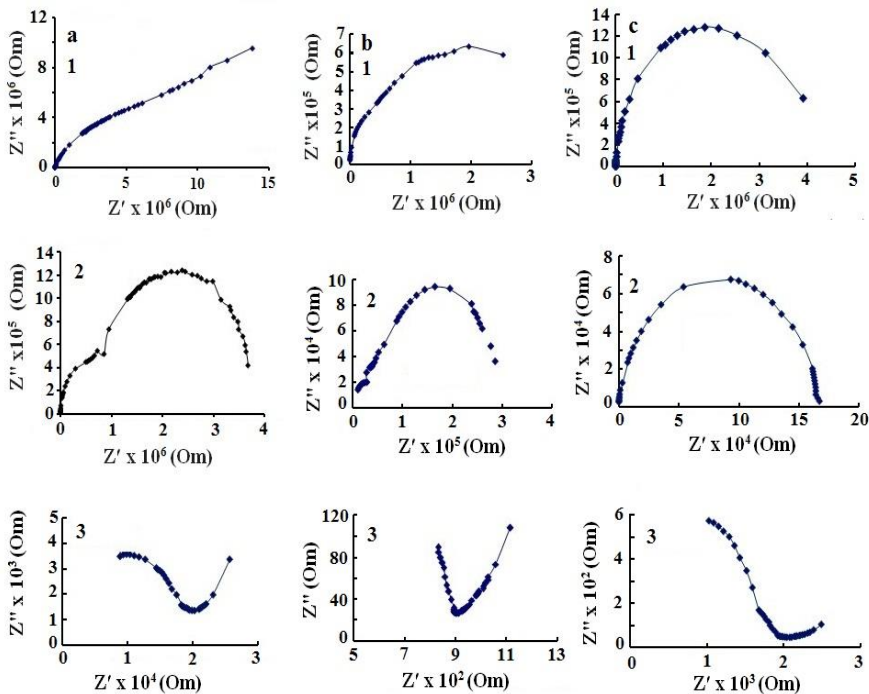 a
1
Z'' x 10⁶ (Om)
12
8
4
0
0 5 10 15
Z′ x 10⁶ (Om)
b
1
Z'' x10⁵ (Om)
7
6
5
4
3
2
1
0
0 1 2 3
Z′ x 10⁶ (Om)
c
1
Z'' x10⁵ (Om)
14
12
10
8
6
4
2
0
0 1 2 3 4 5
Z′ x 10⁶ (Om)
2
Z'' x10⁵ (Om)
14
12
10
8
6
4
2
0
0 1 2 3 4
Z′ x 10⁶ (Om)
2
Z'' x 10⁴ (Om)
10
8
6
4
2
0
0 1 2 3 4
Z′ x 10⁵ (Om)
2
Z'' x 10⁴ (Om)
8
6
4
2
0
0 5 10 15 20
Z′ x 10⁴ (Om)
3
Z'' x 10³ (Om)
5
4
3
2
1
0
0 1 2 3
Z′ x 10⁴ (Om)
3
Z'' (Om)
120
80
40
0
5 7 9 11 13
Z′ x 10² (Om)
3
Z'' x 10² (Om)
6
4
2
0
0 1 2 3
Z′ x 10³ (Om)